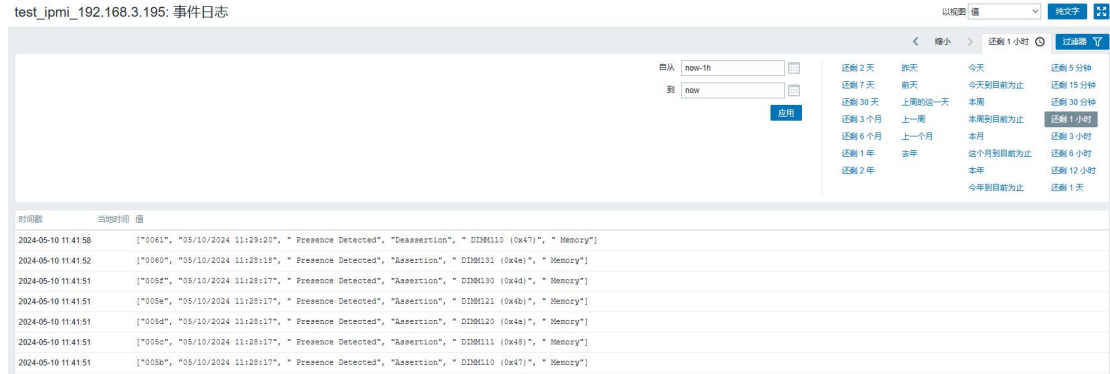 test_ipmi_192.168.3.195: 事件日志
以视图 值 纯文字
缩小 还剩 1 小时 过滤器
自从 now-1h
到 now
应用
还剩 2 天 昨天 今天 还剩 5 分钟
还剩 7 天 前天 今天到目前为止 还剩 15 分钟
还剩 30 天 上周的这一天 本周 还剩 30 分钟
还剩 3 个月 上一周 本周到目前为止 还剩 1 小时
还剩 6 个月 上一个月 本月 还剩 3 小时
还剩 1 年 去年 这个月到目前为止 还剩 6 小时
还剩 2 年 本年 还剩 12 小时
今年到目前为止 还剩 1 天
时间戳 当地时间 值
2024-05-10 11:41:58 ["0061", "05/10/2024 11:29:20", " Presence Detected", "Deassertion", " DIMM110 (0x47)", " Memory"]
2024-05-10 11:41:52 ["0060", "05/10/2024 11:28:18", " Presence Detected", "Assertion", " DIMM131 (0x4e)", " Memory"]
2024-05-10 11:41:51 ["005f", "05/10/2024 11:28:17", " Presence Detected", "Assertion", " DIMM130 (0x4d)", " Memory"]
2024-05-10 11:41:51 ["005e", "05/10/2024 11:28:17", " Presence Detected", "Assertion", " DIMM121 (0x4b)", " Memory"]
2024-05-10 11:41:51 ["005d", "05/10/2024 11:28:17", " Presence Detected", "Assertion", " DIMM120 (0x4a)", " Memory"]
2024-05-10 11:41:51 ["005c", "05/10/2024 11:28:17", " Presence Detected", "Assertion", " DIMM111 (0x48)", " Memory"]
2024-05-10 11:41:51 ["005b", "05/10/2024 11:28:17", " Presence Detected", "Assertion", " DIMM110 (0x47)", " Memory"]